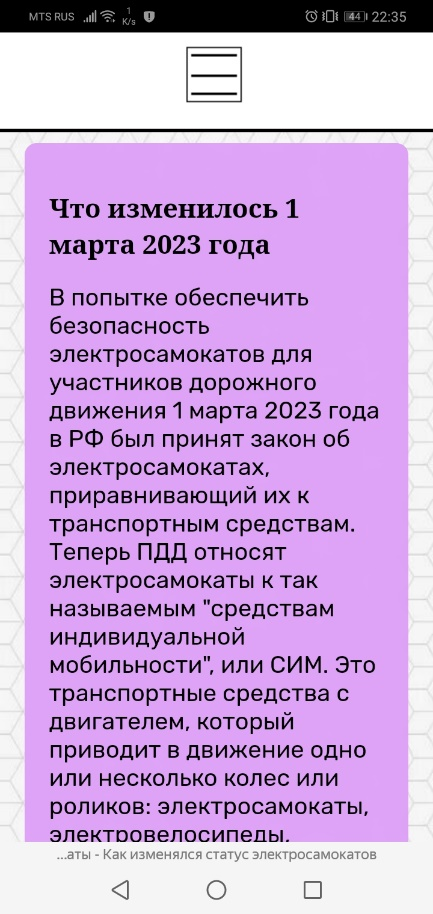 MTS RUS
1
K/s
44
22:35
Что изменилось 1
марта 2023 года
В попытке обеспечить
безопасность
электросамокатов для
участников дорожного
движения 1 марта 2023 года
в РФ был принят закон об
электросамокатах,
приравнивающий их к
транспортным средствам.
Теперь ПДД относят
электросамокаты к так
называемым "средствам
индивидуальной
мобильности", или СИМ. Это
транспортные средства с
двигателем, который
приводит в движение одно
или несколько колес или
роликов: электросамокаты,
электровелосипеды,
...аты - Как изменялся статус электросамокатов